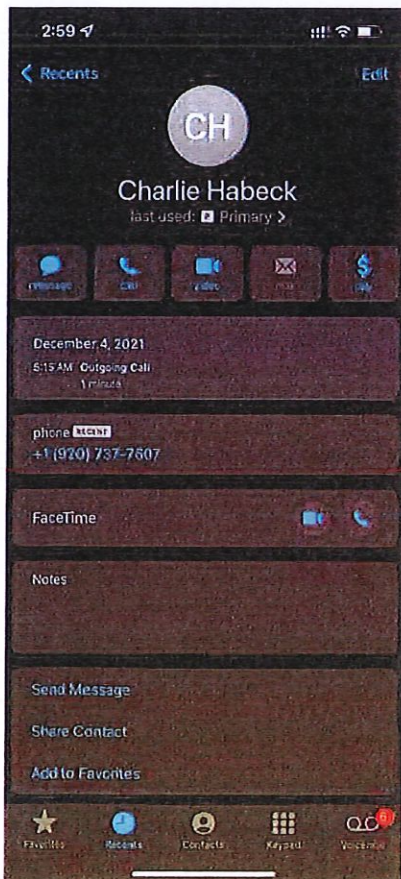 2:59
Recents
Edit
CH
Charlie Habeck
last used: P Primary >
message
call
video
mail
pay
December 4, 2021
5:15 AM Outgoing Call
1 minute
phone RECENT
+1 (920) 737-7607
FaceTime
Notes
Send Message
Share Contact
Add to Favorites
Favorites
Recents
Contacts
Keypad
Voicemail
6